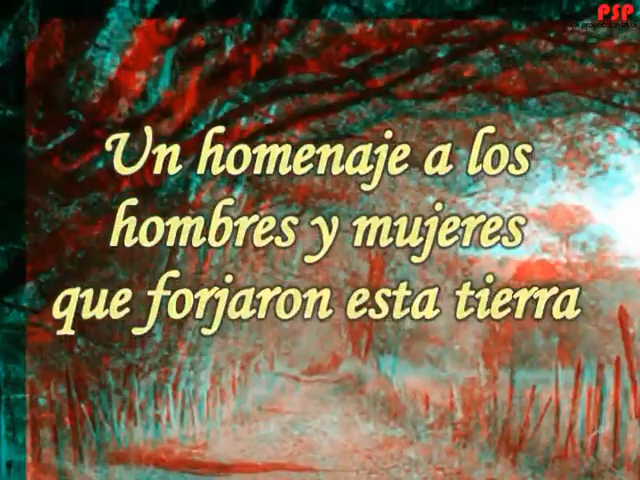 PSP
Un homenaje a los
hombres y mujeres
que forjaron esta tierra